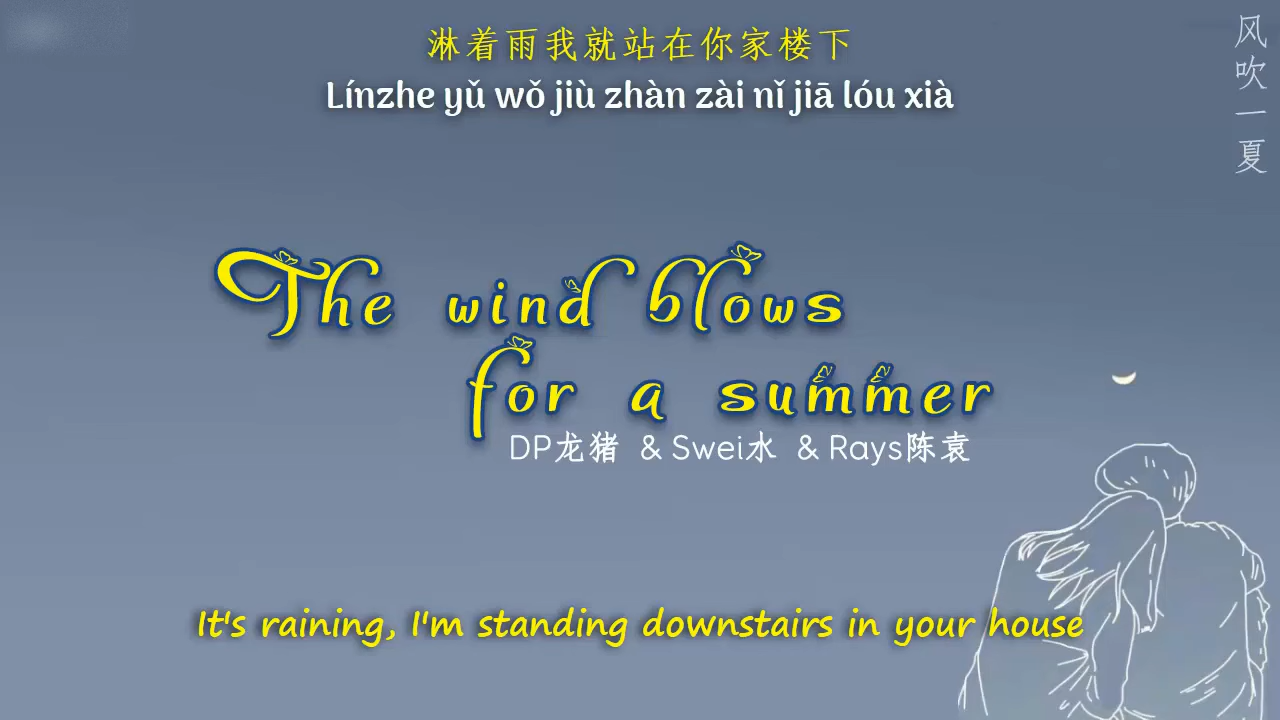 淋着雨我就站在你家楼下
Línzhe yǔ wǒ jiù zhàn zài nǐ jiā lóu xià
风吹一夏
The wind blows
for a summer
DP龙猪 & Swei水 & Rays陈袁
It's raining, I'm standing downstairs in your house